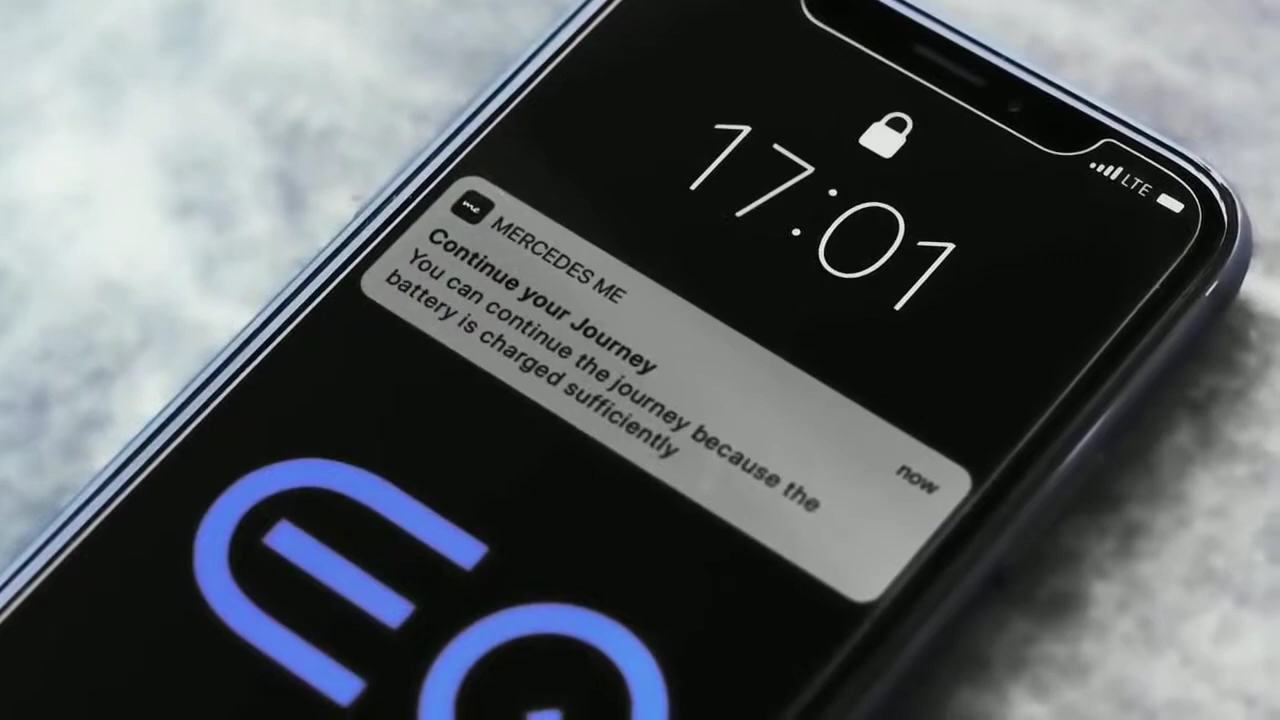 LTE
17:01
me
MERCEDES ME
now
Continue your Journey
You can continue the journey because the
battery is charged sufficiently
EQ